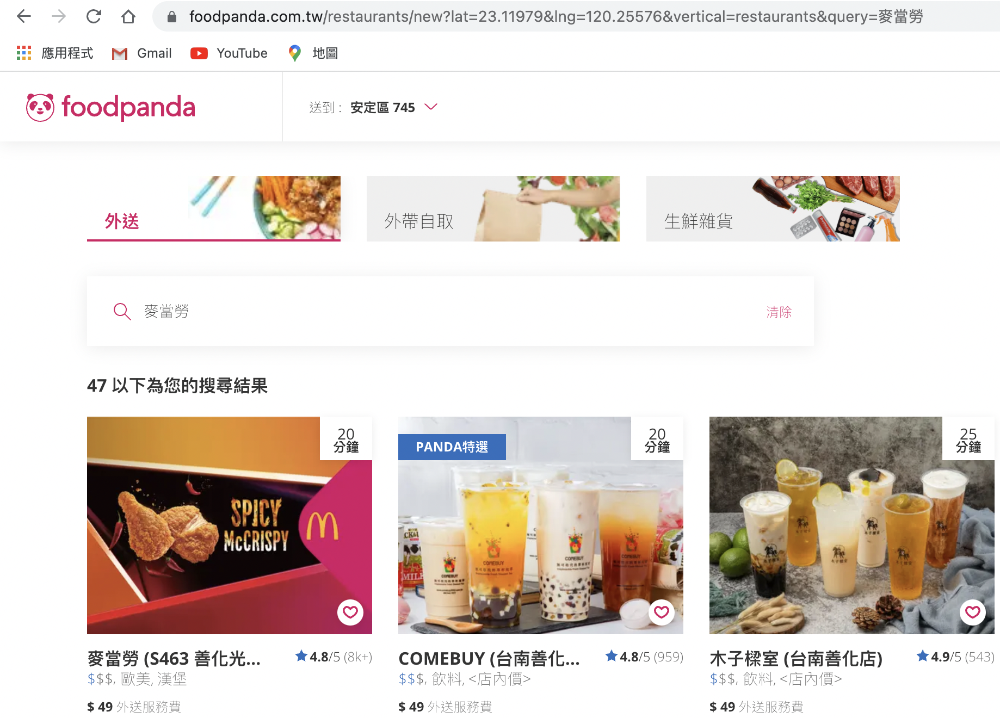 foodpanda.com.tw/restaurants/new?lat=23.11979&lng=120.25576&vertical=restaurants&query=麥當勞
應用程式 Gmail YouTube 地圖
foodpanda 送到 : 安定區 745
外送 外帶自取 生鮮雜貨
麥當勞 清除
47 以下為您的搜尋結果
20
分鐘
SPICY
McCRISPY
PANDA特選
20
分鐘
COMEBUY
COMEBUY
COMEBUY
COMEBUY
MILK
25
分鐘
麥當勞 (S463 善化光... 4.8/5 (8k+)
$$$, 歐美, 漢堡
$ 49 外送服務費
COMEBUY (台南善化... 4.8/5 (959)
$$$, 飲料, <店內價>
$ 49 外送服務費
木子樑室 (台南善化店) 4.9/5 (543)
$$$, 飲料, <店內價>
$ 49 外送服務費